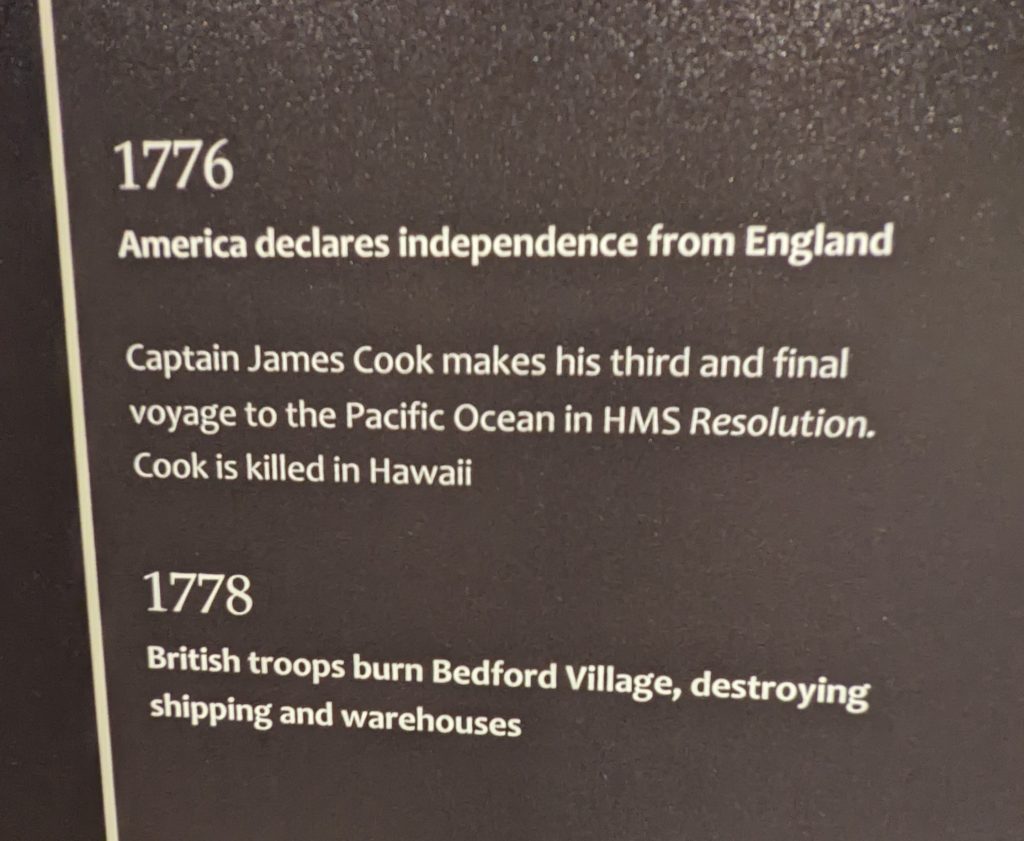 1776
America declares independence from England
Captain James Cook makes his third and final
voyage to the Pacific Ocean in HMS Resolution.
Cook is killed in Hawaii
1778
British troops burn Bedford Village, destroying
shipping and warehouses